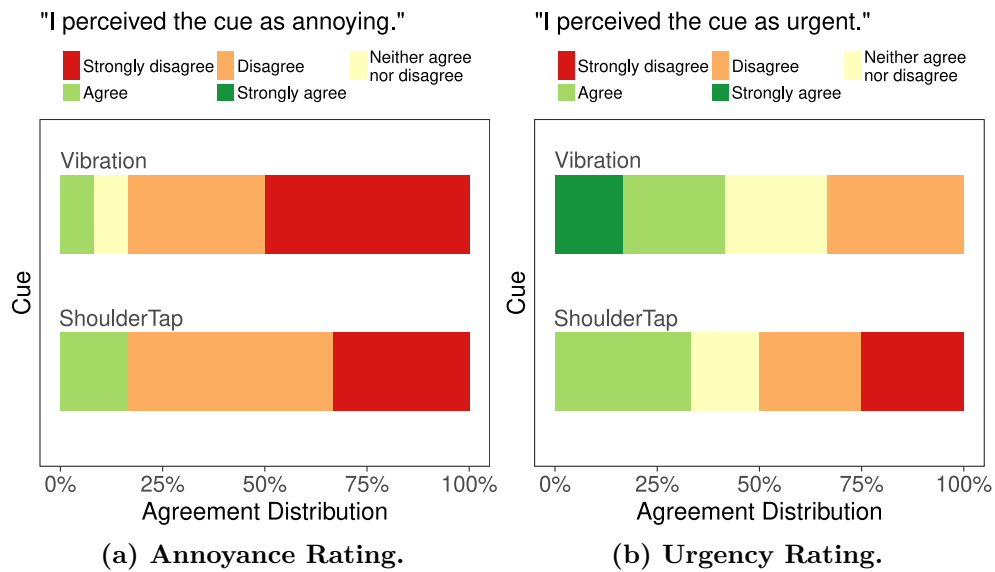 "I perceived the cue as annoying."
Strongly disagree Disagree Neither agree
nor disagree
Agree Strongly agree
Vibration
ShoulderTap
Cue
0% 25% 50% 75% 100%
Agreement Distribution
(a) Annoyance Rating.
"I perceived the cue as urgent."
Strongly disagree Disagree Neither agree
nor disagree
Agree Strongly agree
Vibration
ShoulderTap
Cue
0% 25% 50% 75% 100%
Agreement Distribution
(b) Urgency Rating.